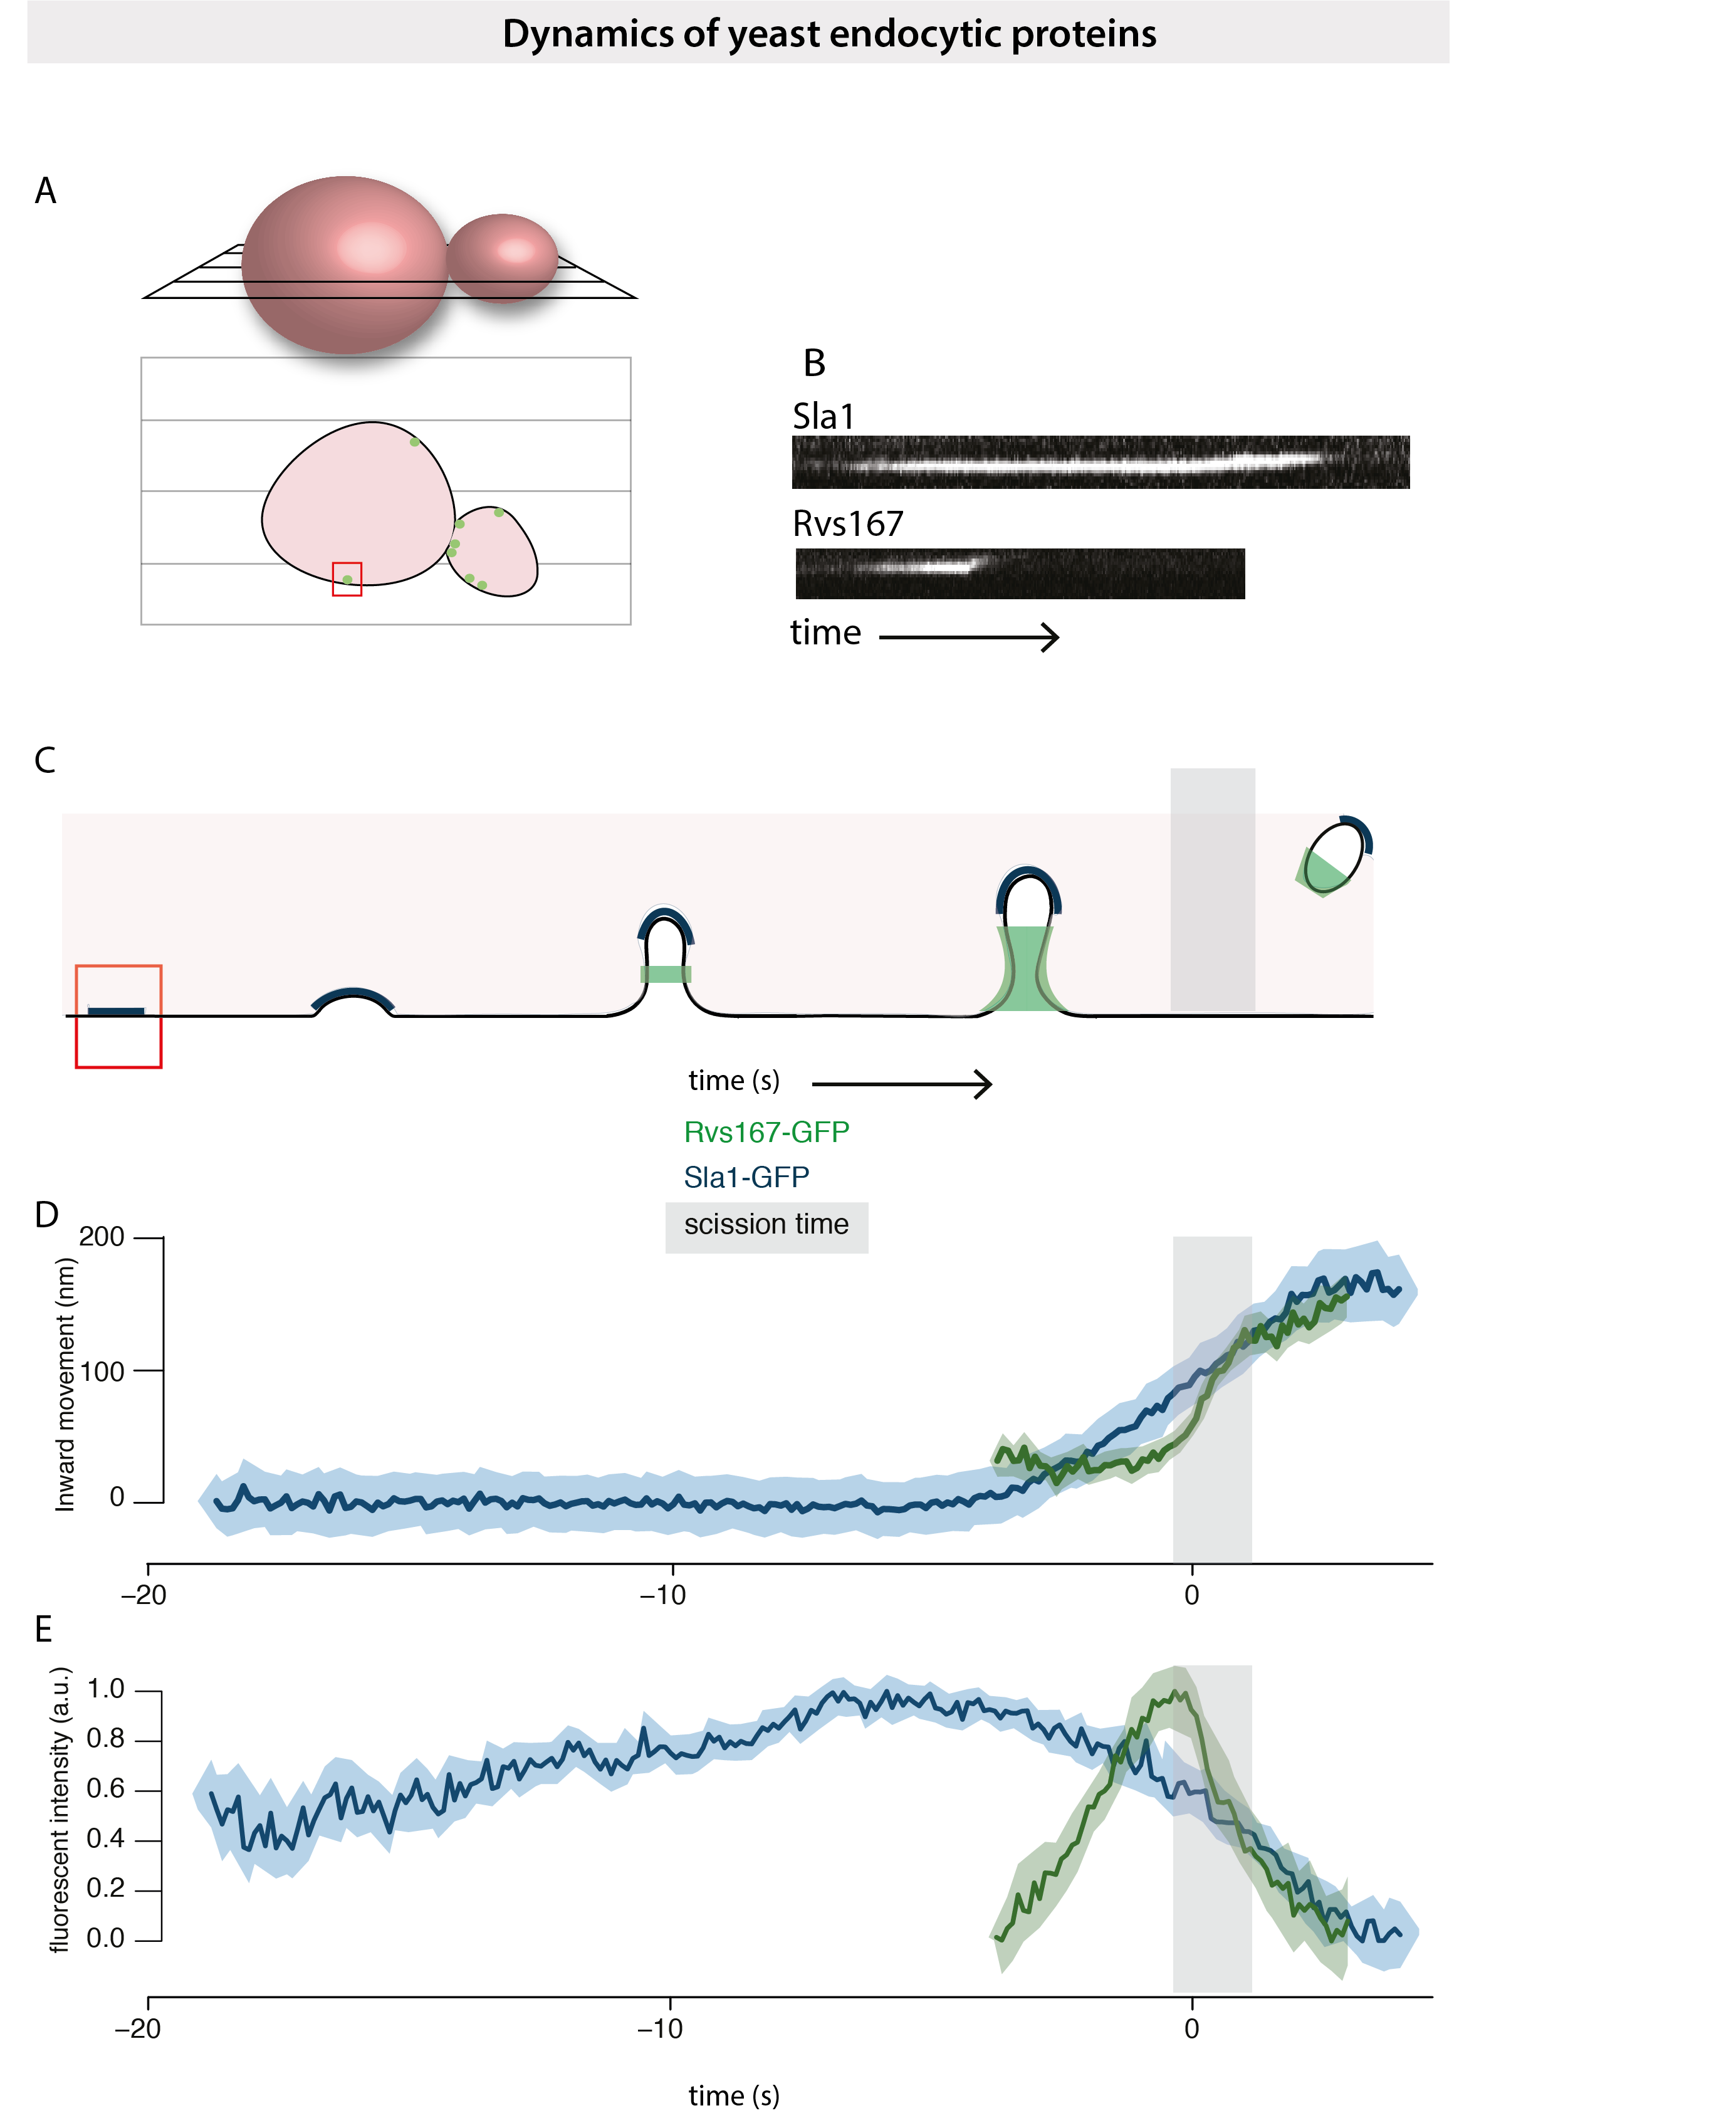 Dynamics of yeast endocytic proteins
A
B
Sla1
Rvs167
time
C
time (s)
Rvs167-GFP
Sla1-GFP
scission time
D
Inward movement (nm)
200
100
0
−20
−10
0
E
fluorescent intensity (a.u.)
1.0
0.8
0.6
0.4
0.2
0.0
−20
−10
0
time (s)